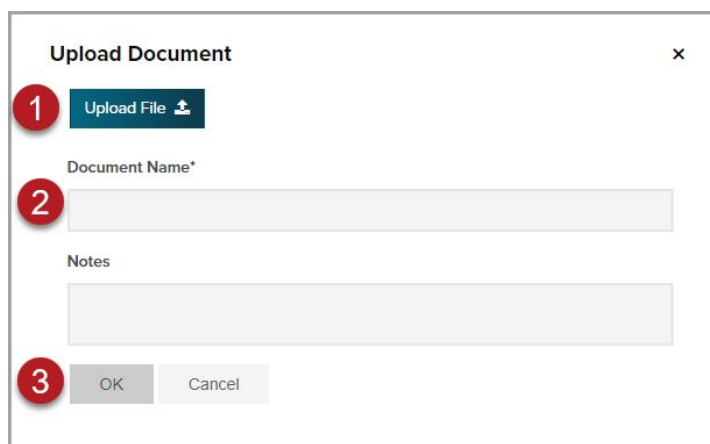 Upload Document ×
1 Upload File
Document Name*
2
Notes
3 OK Cancel